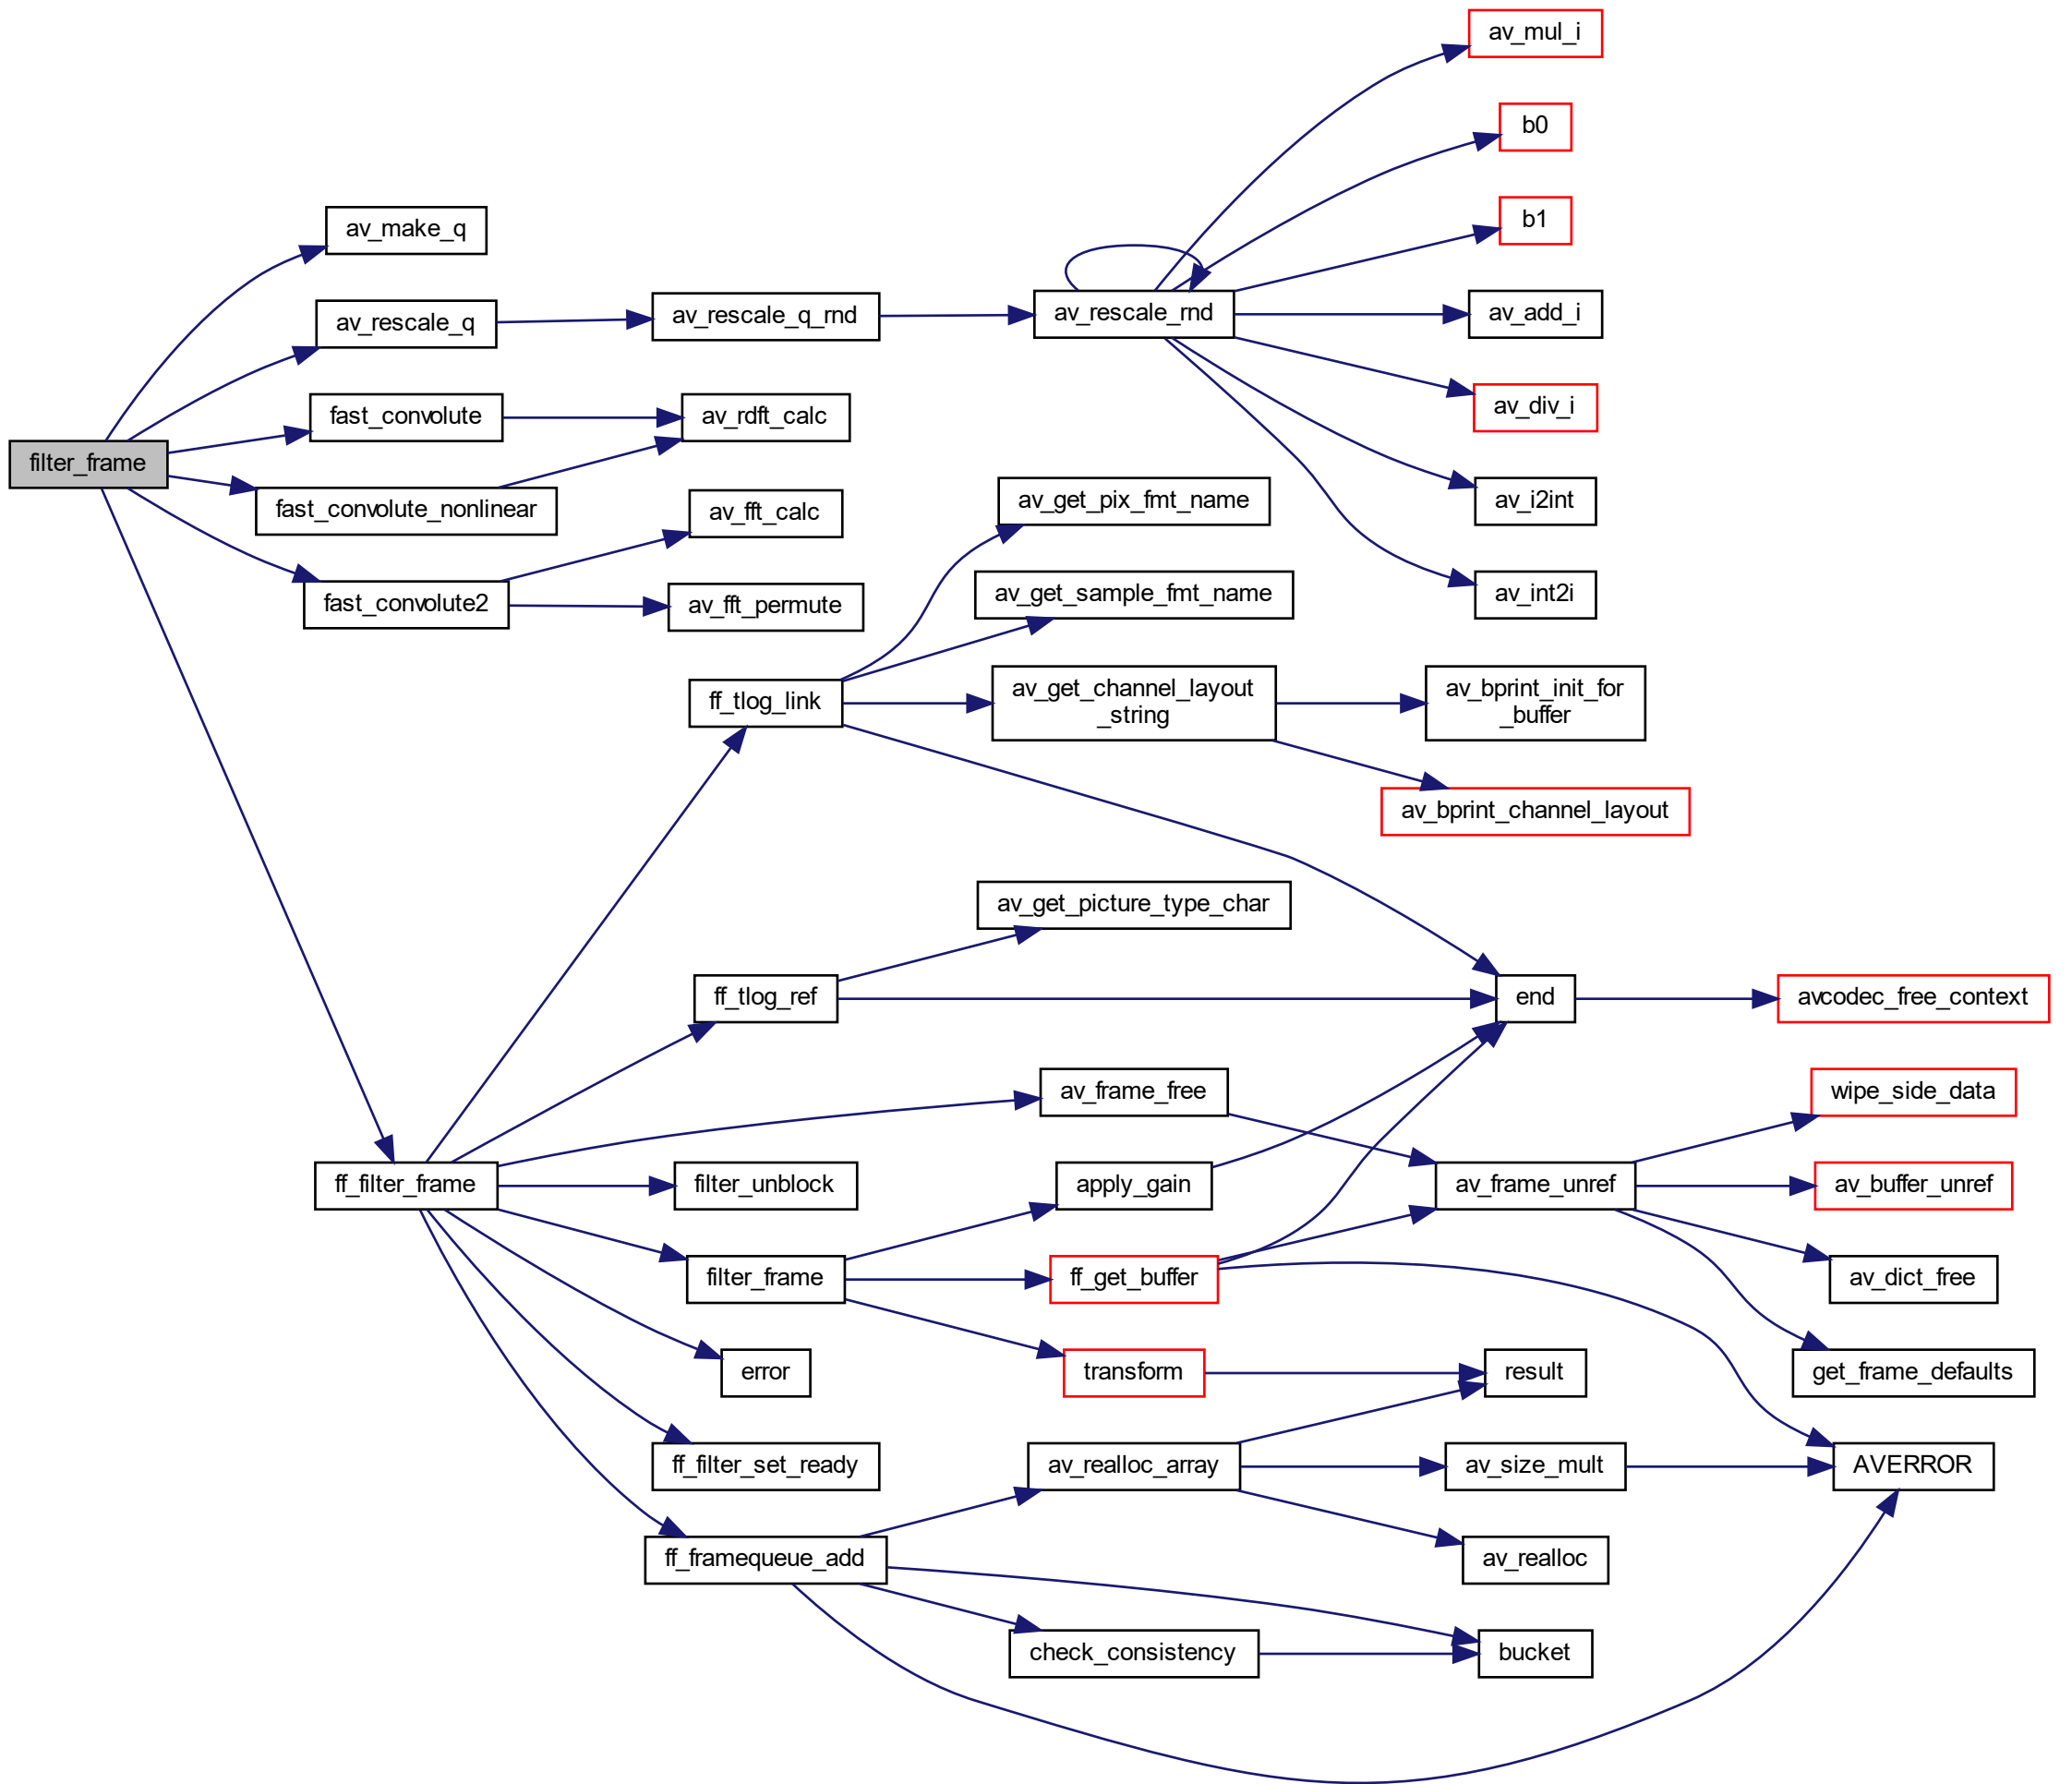 av_mul_i
b0
b1
av_make_q
av_rescale_q
av_rescale_q_rnd
av_rescale_rnd
av_add_i
fast_convolute
av_rdft_calc
av_div_i
filter_frame
fast_convolute_nonlinear
av_fft_calc
av_get_pix_fmt_name
av_i2int
fast_convolute2
av_fft_permute
av_get_sample_fmt_name
av_int2i
ff_tlog_link
av_get_channel_layout
_string
av_bprint_init_for
_buffer
av_bprint_channel_layout
av_get_picture_type_char
ff_tlog_ref
end
avcodec_free_context
av_frame_free
wipe_side_data
ff_filter_frame
filter_unblock
apply_gain
av_frame_unref
av_buffer_unref
filter_frame
ff_get_buffer
av_dict_free
error
transform
result
get_frame_defaults
ff_filter_set_ready
av_realloc_array
av_size_mult
AVERROR
ff_framequeue_add
av_realloc
check_consistency
bucket